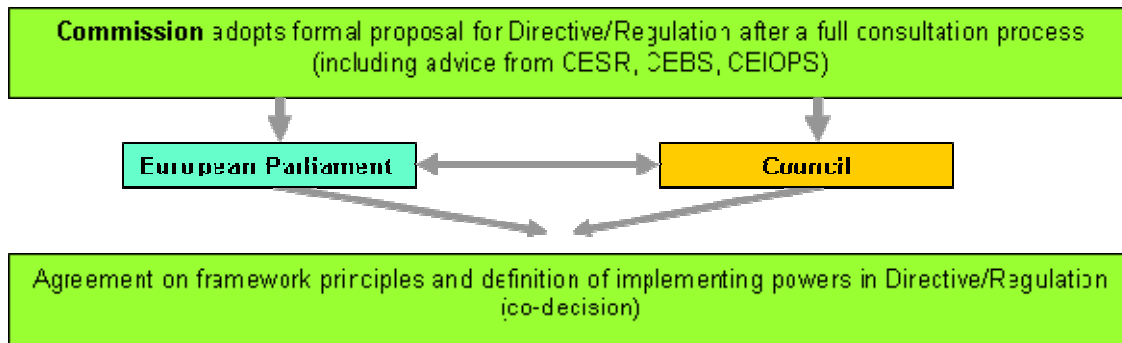 Commission adopts formal proposal for Directive/Regulation after a full consultation process
(including advice from CESR, CEBS, CEIOPS)
European Parliament
Council
Agreement on framework principles and definition of implementing powers in Directive/Regulation
(co-decision)